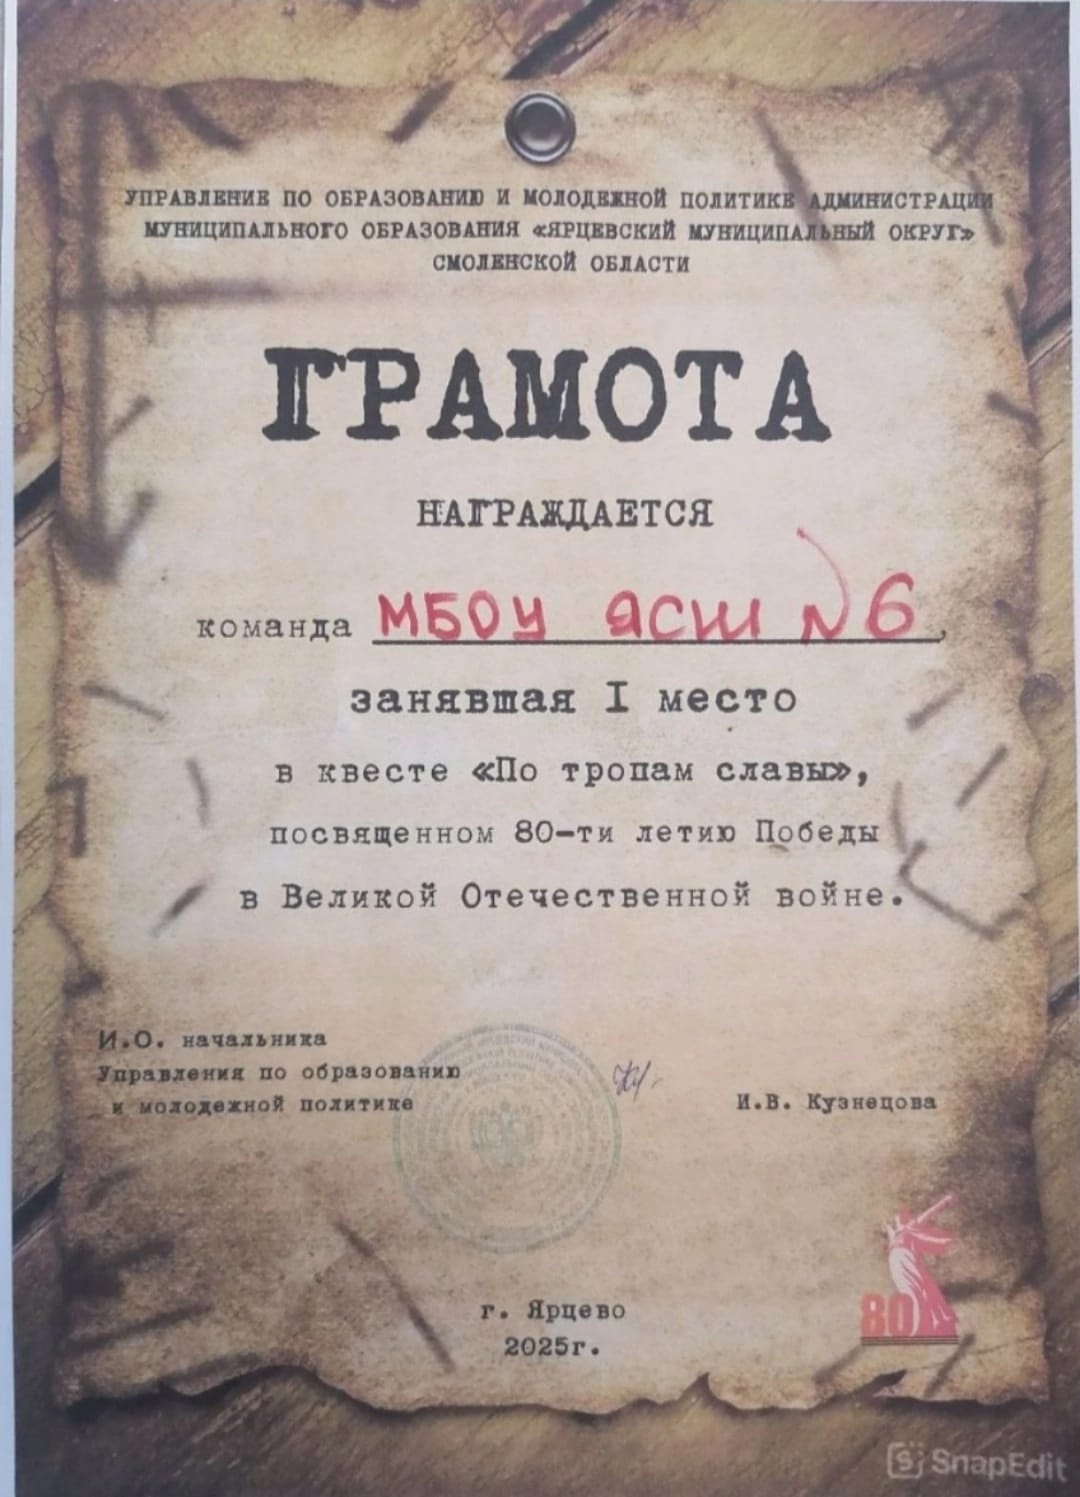 УПРАВЛЕНИЕ ПО ОБРАЗОВАНИЮ И МОЛОДЕЖНОЙ ПОЛИТИКЕ АДМИНИСТРАЦИИ
МУНИЦИПАЛЬНОГО ОБРАЗОВАНИЯ «ЯРЦЕВСКИЙ МУНИЦИПАЛЬНЫЙ ОКРУГ»
СМОЛЕНСКОЙ ОБЛАСТИ
ГРАМОТА
НАГРАЖДАЕТСЯ
команда МБОУ ЯСШ №6,
занявшая I место
в квесте «По тропам славы»,
посвященном 80-ти летию Победы
в Великой Отечественной войне.
И.О. начальника
Управления по образованию
и молодежной политике
И.В. Кузнецова
80
г. Ярцево
2025г.
SnapEdit